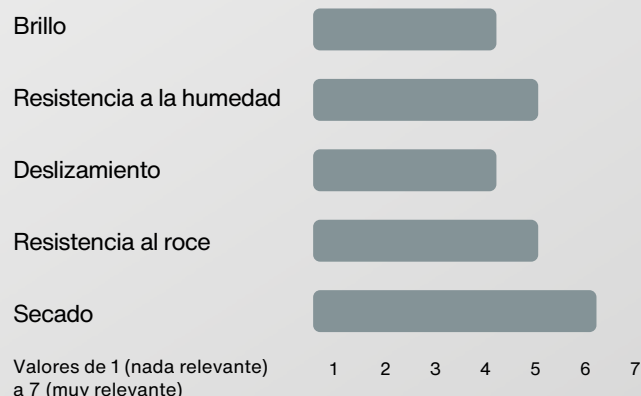 Brillo
Resistencia a la humedad
Deslizamiento
Resistencia al roce
Secado
Valores de 1 (nada relevante)
a 7 (muy relevante)
1 2 3 4 5 6 7